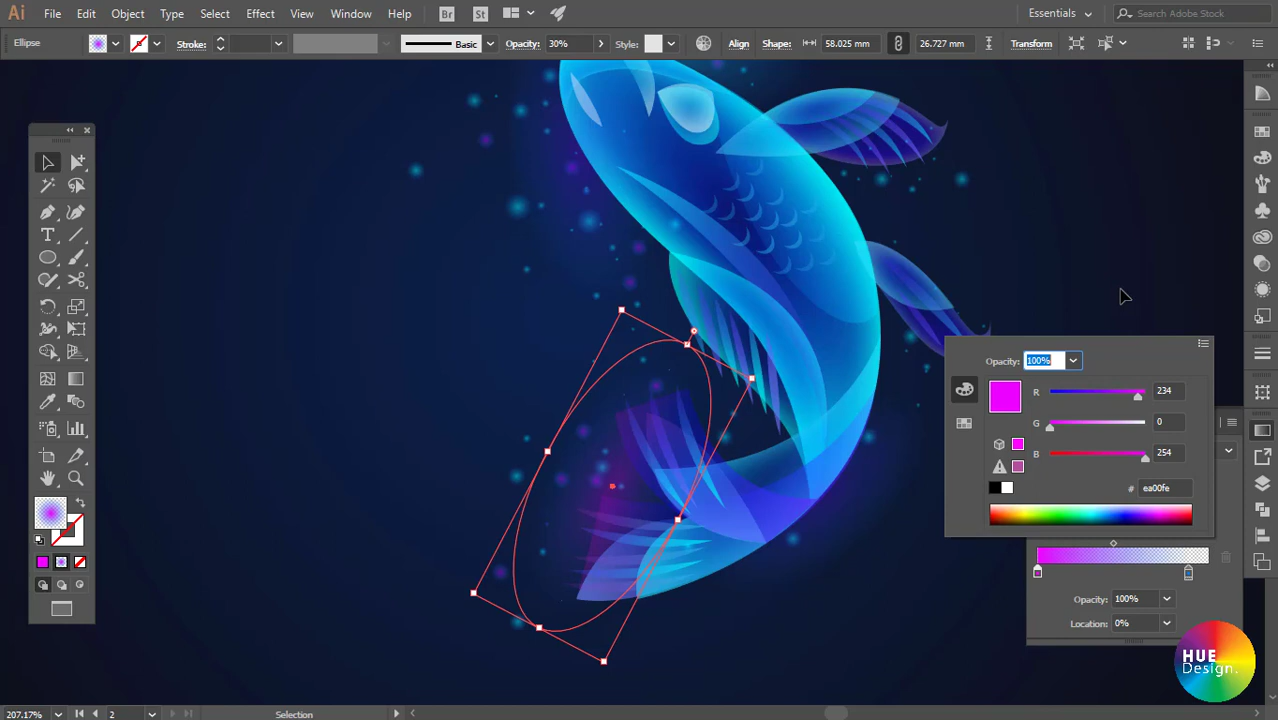 Ai File Edit Object Type Select Effect View Window Help Br St Essentials Search Adobe Stock
Ellipse Stroke: Basic Opacity: 30% Style: Align Shape: 58.025 mm 26.727 mm Transform
Opacity: 100%
R 234
G 0
B 254
# ea00fe
Opacity: 100%
Location: 0%
HUE
Design.
207.17% 2 Selection